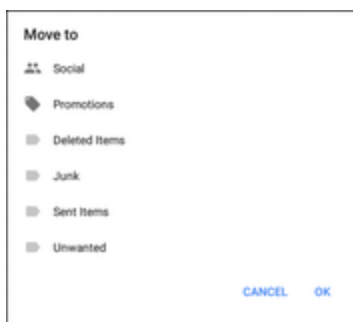 Move to
Social
Promotions
Deleted Items
Junk
Sent Items
Unwanted
CANCEL OK